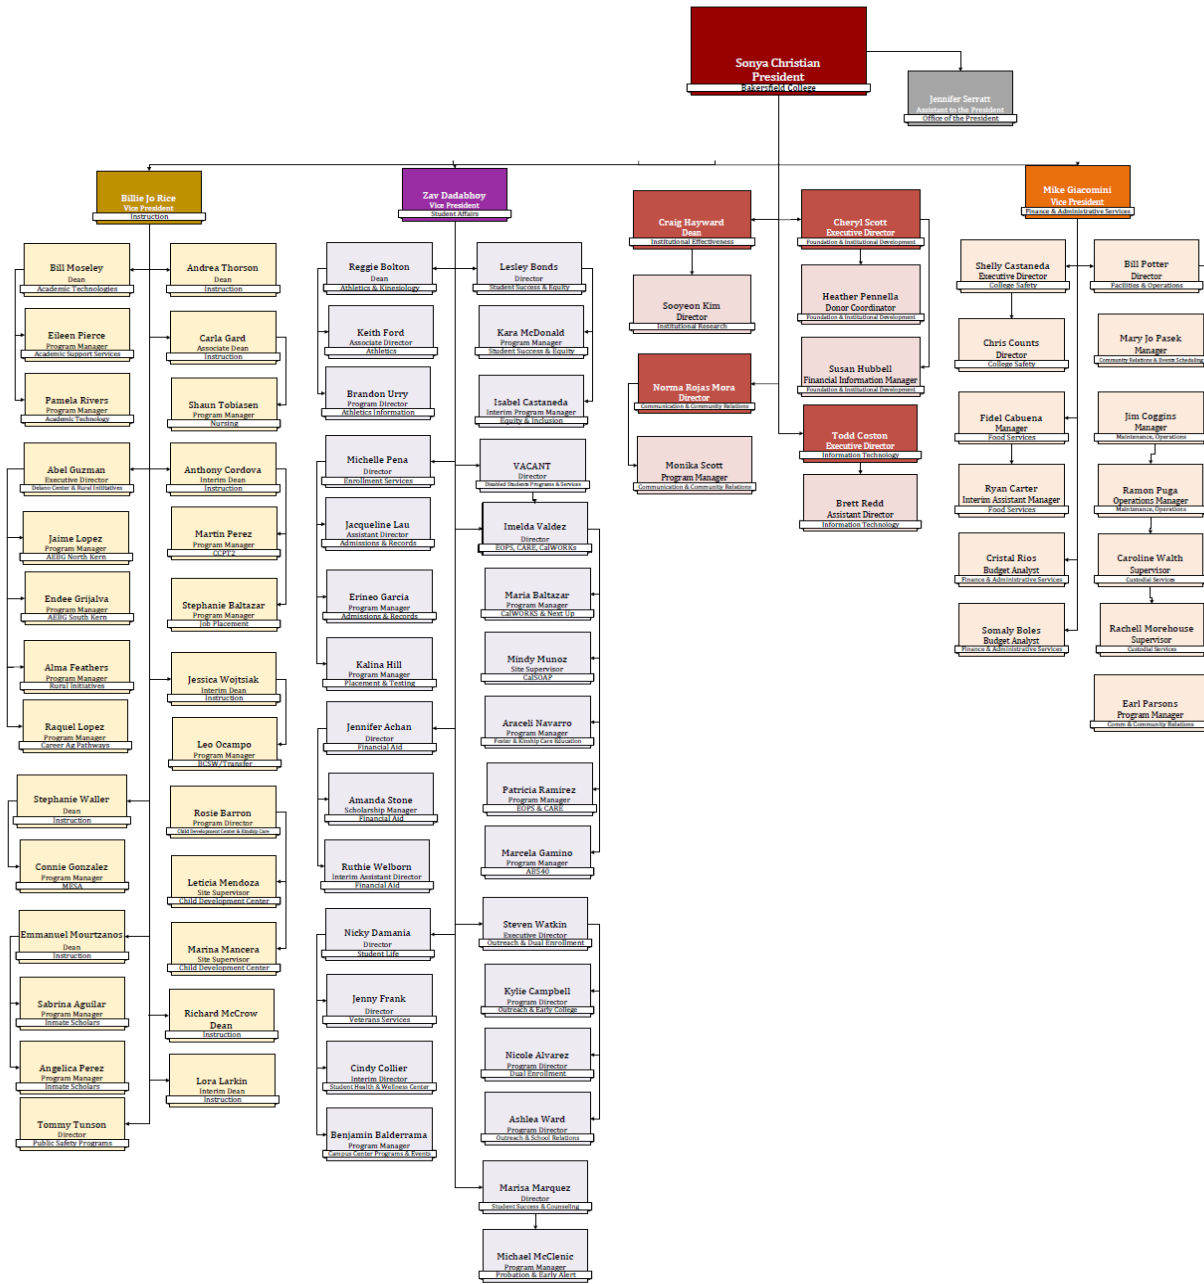 Sonya Christian
President
Bakersfield College
Jennifer Serratt
Assistant to the President
Office of the President
Billie Jo Rice
Vice President
Instruction
Bill Moseley
Dean
Academic Technologies
Andrea Thorson
Dean
Instruction
Eileen Pierce
Program Manager
Academic Support Services
Carla Gard
Associate Dean
Instruction
Pamela Rivers
Program Manager
Academic Technology
Shaun Tobiasen
Program Manager
Nursing
Abel Guzman
Executive Director
Delano Center & Rural Initiatives
Anthony Cordova
Interim Dean
Instruction
Jaime Lopez
Program Manager
AEBG North Kern
Martin Perez
Program Manager
CCPT2
Endee Grijalva
Program Manager
AEBG South Kern
Stephanie Baltazar
Program Manager
Job Placement
Alma Feathers
Program Manager
Rural Initiatives
Jessica Wojtsiak
Interim Dean
Instruction
Raquel Lopez
Program Manager
Career Ag Pathways
Leo Ocampo
Program Manager
BCSW/Transfer
Stephanie Waller
Dean
Instruction
Rosie Barron
Program Director
Child Development Center & Kinship Care
Connie Gonzalez
Program Manager
MESA
Leticia Mendoza
Site Supervisor
Child Development Center
Emmanuel Mourtzanos
Dean
Instruction
Marina Mancera
Site Supervisor
Child Development Center
Sabrina Aguilar
Program Manager
Inmate Scholars
Richard McCrow
Dean
Instruction
Angelica Perez
Program Manager
Inmate Scholars
Lora Larkin
Interim Dean
Instruction
Tommy Tunson
Director
Public Safety Programs
Zav Dadabhoy
Vice President
Student Affairs
Reggie Bolton
Dean
Athletics & Kinesiology
Lesley Bonds
Director
Student Success & Equity
Keith Ford
Associate Director
Athletics
Kara McDonald
Program Manager
Student Success & Equity
Brandon Urry
Program Director
Athletics Information
Isabel Castaneda
Interim Program Manager
Equity & Inclusion
Michelle Pena
Director
Enrollment Services
VACANT
Director
Disabled Students Programs & Services
Jacqueline Lau
Assistant Director
Admissions & Records
Imelda Valdez
Director
EOPS, CARE, CalWORKs
Erineo Garcia
Program Manager
Admissions & Records
Maria Baltazar
Program Manager
CalWORKS & Next Up
Kalina Hill
Program Manager
Placement & Testing
Mindy Munoz
Site Supervisor
CalSOAP
Jennifer Achan
Director
Financial Aid
Araceli Navarro
Program Manager
Foster & Kinship Care Education
Amanda Stone
Scholarship Manager
Financial Aid
Patricia Ramirez
Program Manager
EOPS & CARE
Ruthie Welborn
Interim Assistant Director
Financial Aid
Marcela Gamino
Program Manager
AB540
Nicky Damania
Director
Student Life
Steven Watkin
Executive Director
Outreach & Dual Enrollment
Jenny Frank
Director
Veterans Services
Kylie Campbell
Program Director
Outreach & Early College
Cindy Collier
Interim Director
Student Health & Wellness Center
Nicole Alvarez
Program Director
Dual Enrollment
Benjamin Balderrama
Program Manager
Campus Center Programs & Events
Ashlea Ward
Program Director
Outreach & School Relations
Marisa Marquez
Director
Student Success & Counseling
Michael McClenic
Program Manager
Probation & Early Alert
Craig Hayward
Dean
Institutional Effectiveness
Cheryl Scott
Executive Director
Foundation & Institutional Development
Sooyeon Kim
Director
Institutional Research
Heather Pennella
Donor Coordinator
Foundation & Institutional Development
Norma Rojas Mora
Director
Communication & Community Relations
Susan Hubbell
Financial Information Manager
Foundation & Institutional Development
Monika Scott
Program Manager
Communication & Community Relations
Todd Coston
Executive Director
Information Technology
Brett Redd
Assistant Director
Information Technology
Mike Giacomini
Vice President
Finance & Administrative Services
Shelly Castaneda
Executive Director
College Safety
Bill Potter
Director
Facilities & Operations
Chris Counts
Director
College Safety
Mary Jo Pasek
Manager
Community Relations & Events Scheduling
Fidel Cabuena
Manager
Food Services
Jim Coggins
Manager
Maintenance, Operations
Ryan Carter
Interim Assistant Manager
Food Services
Ramon Puga
Operations Manager
Maintenance, Operations
Cristal Rios
Budget Analyst
Finance & Administrative Services
Caroline Walth
Supervisor
Custodial Services
Somaly Boles
Budget Analyst
Finance & Administrative Services
Rachell Morehouse
Supervisor
Custodial Services
Earl Parsons
Program Manager
Comm & Community Relations